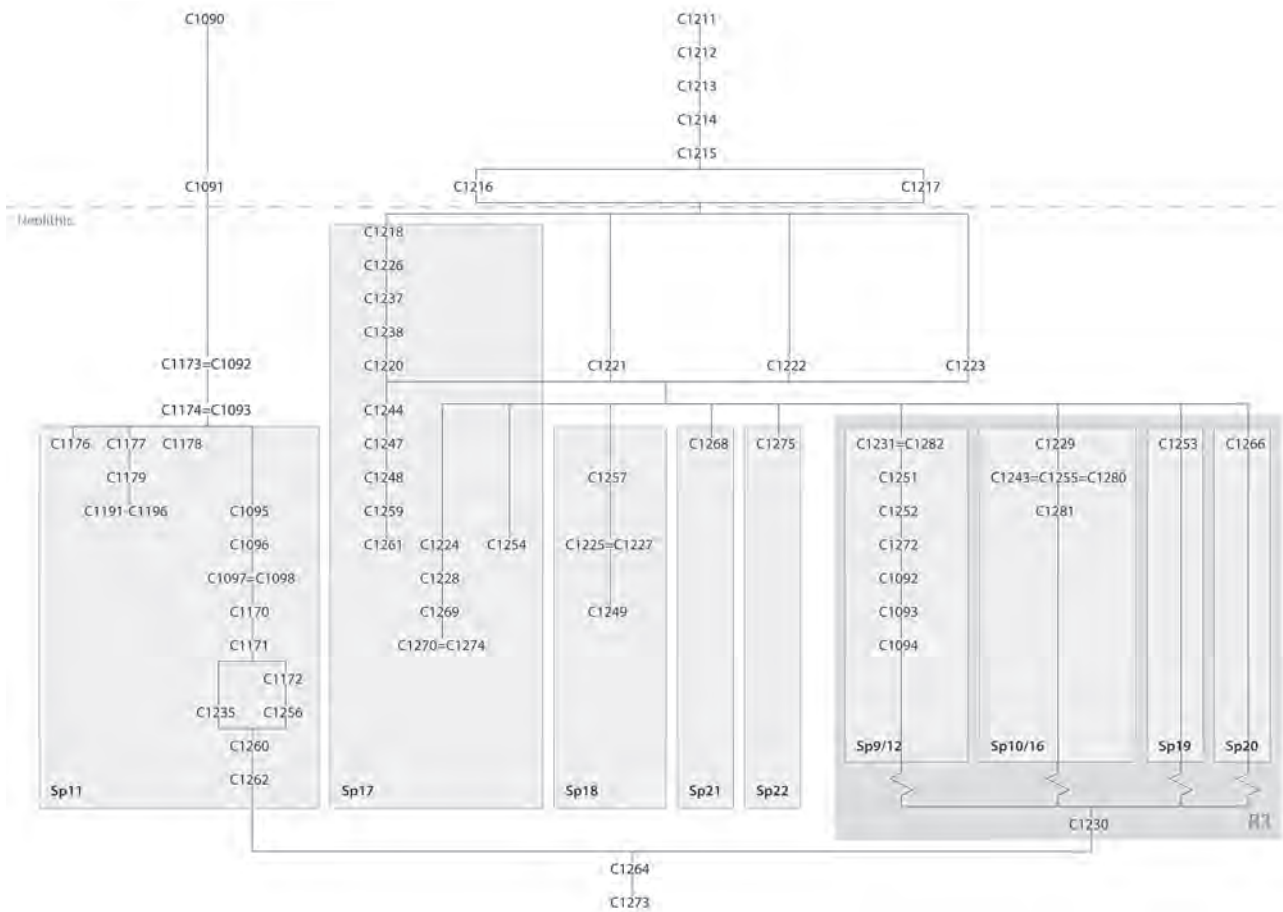 C1090 C1211
C1212
C1213
C1214
C1215
C1091 C1216 C1217
Neolithic
C1218
C1226
C1237
C1238
C1173=C1092 C1220 C1221 C1222 C1223
C1174=C1093 C1244
C1176 C1177 C1178 C1247 C1268 C1275 C1231=C1282 C1229 C1253 C1266
C1179 C1248 C1257 C1251 C1243=C1255=C1280
C1191-C1196 C1095 C1259 C1252 C1281
C1096 C1261 C1224 C1254 C1225=C1227 C1272
C1097=C1098 C1228 C1092
C1170 C1269 C1249 C1093
C1171 C1270=C1274 C1094
C1172
C1235 C1256
C1260 Sp9/12 Sp10/16 Sp19 Sp20
C1262
Sp11 Sp17 Sp18 Sp21 Sp22
C1230
C1264
C1273